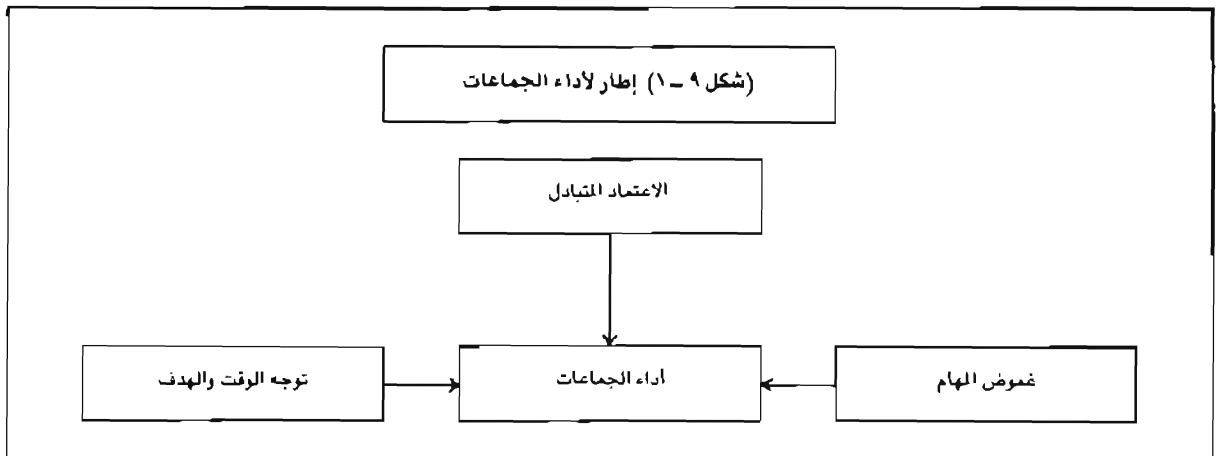 (شكل ٩ – ١) إطار لأداء الجماعات
الاعتماد المتبادل
غموض المهام
أداء الجماعات
توجه الوقت والهدف